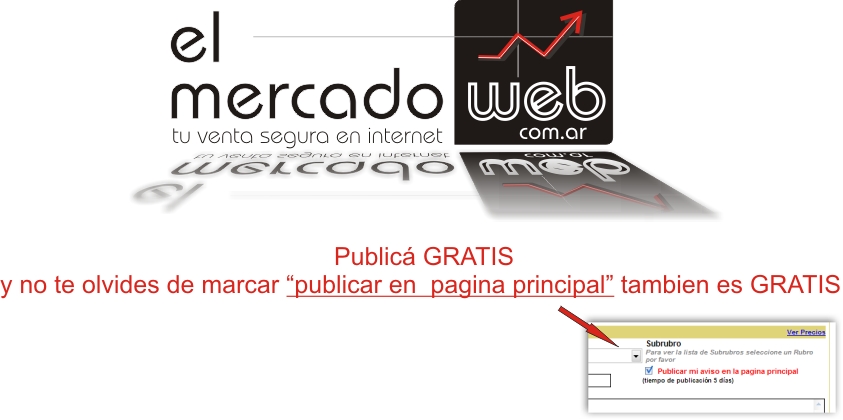 el
mercado web
tu venta segura en internet com.ar
Publicá GRATIS
y no te olvides de marcar “publicar en pagina principal” tambien es GRATIS
Ver Precios
Subrubro
Para ver la lista de Subrubros seleccione un Rubro
por favor
Publicar mi aviso en la pagina principal
(tiempo de publicación 5 días)